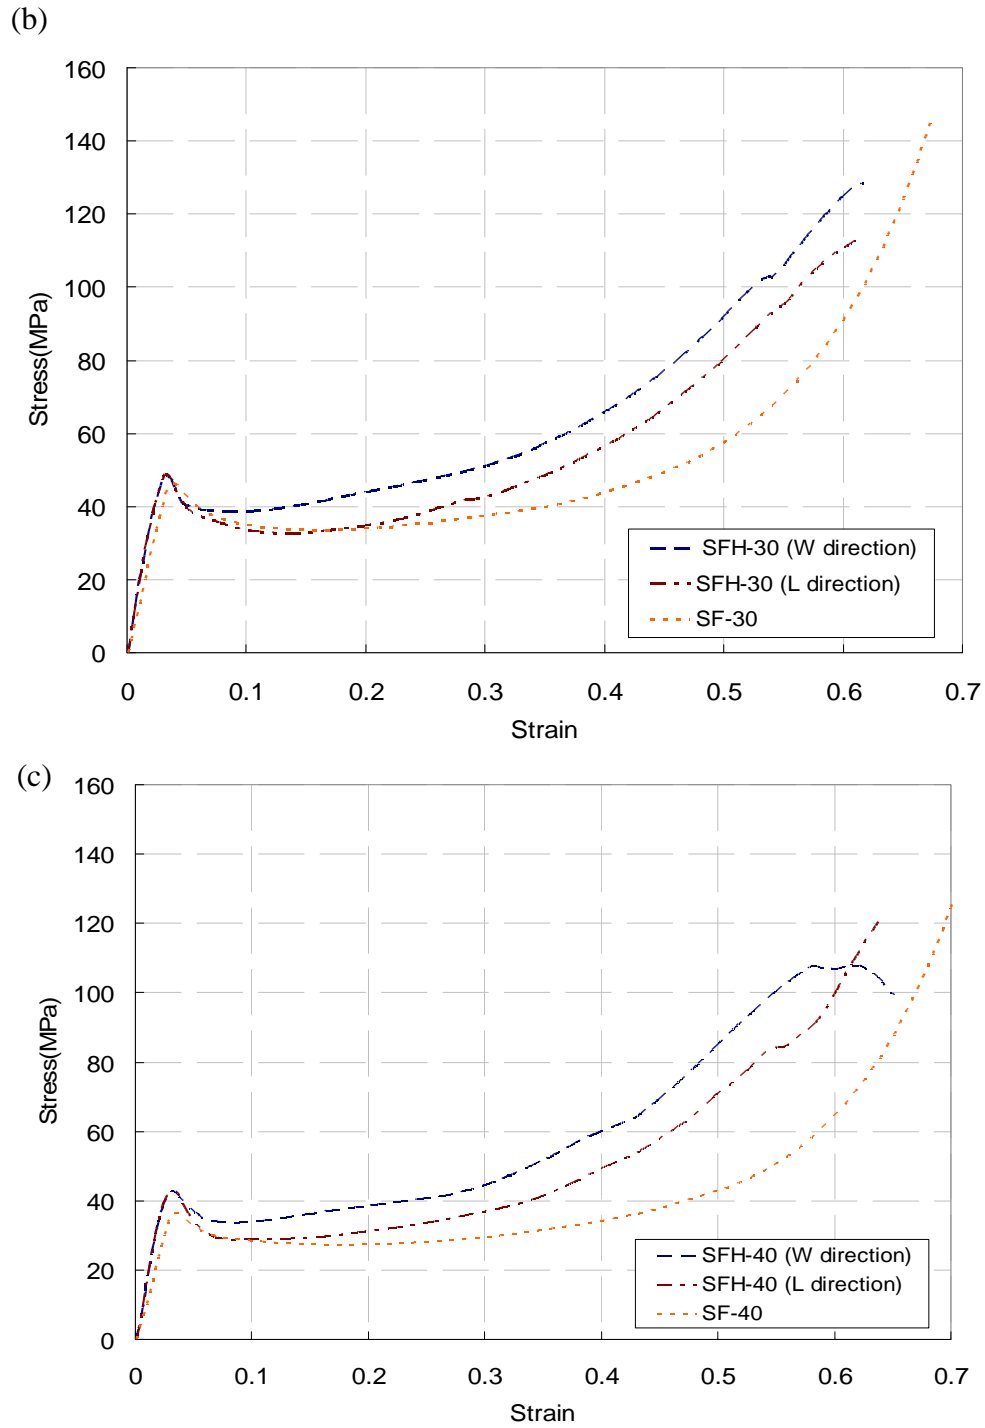 (b)
160
140
120
100
80
60
40
20
0
Stress(MPa)
SFH-30 (W direction)
SFH-30 (L direction)
SF-30
0 0.1 0.2 0.3 0.4 0.5 0.6 0.7
Strain
(c)
160
140
120
100
80
60
40
20
0
Stress(MPa)
SFH-40 (W direction)
SFH-40 (L direction)
SF-40
0 0.1 0.2 0.3 0.4 0.5 0.6 0.7
Strain